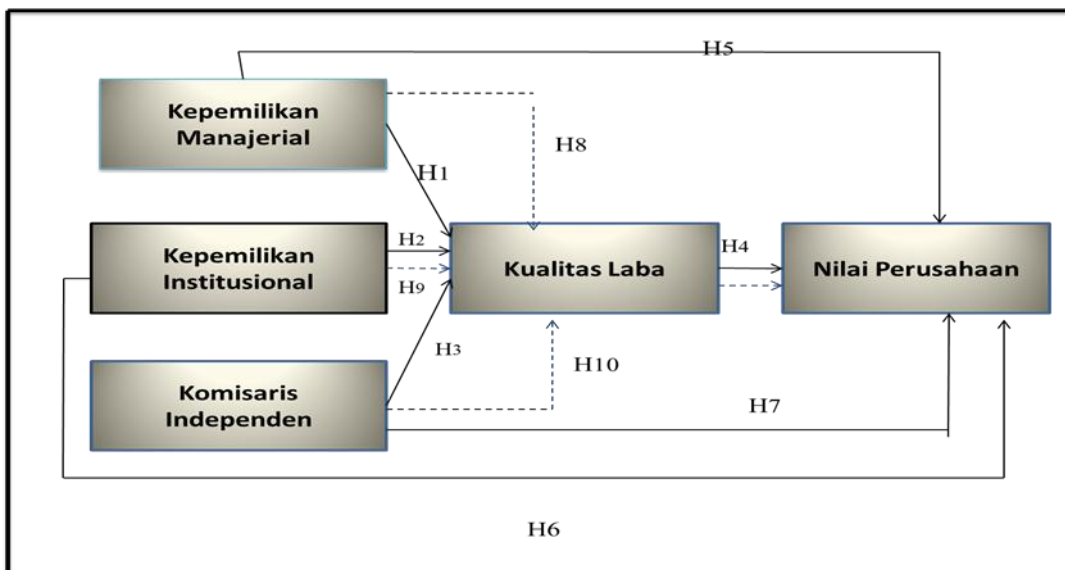 H5
Kepemilikan
Manajerial
H8
H1
Kepemilikan
Institusional
H2
H9
Kualitas Laba
H4
Nilai Perusahaan
H3
Komisaris
Independen
H10
H7
H6